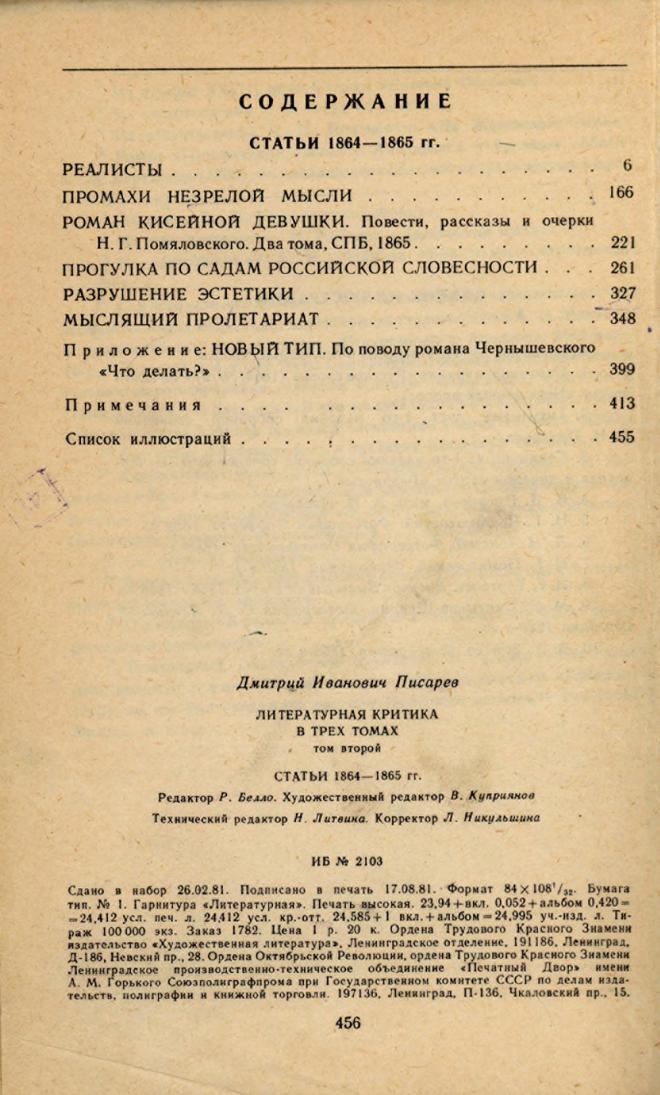 СОДЕРЖАНИЕ
СТАТЬИ 1864—1865 гг.
РЕАЛИСТЫ . . . . . . . . . . . . . . . . . . 6
ПРОМАХИ НЕЗРЕЛОЙ МЫСЛИ . . . . . . . . . . . 166
РОМАН КИСЕЙНОЙ ДЕВУШКИ. Повести, рассказы и очерки
Н. Г. Помяловского. Два тома, СПБ, 1865 . . . . . . . . . 221
ПРОГУЛКА ПО САДАМ РОССИЙСКОЙ СЛОВЕСНОСТИ . . . 261
РАЗРУШЕНИЕ ЭСТЕТИКИ . . . . . . . . . . . . . 327
МЫСЛЯЩИЙ ПРОЛЕТАРИАТ . . . . . . . . . . . . 348
Приложение: НОВЫЙ ТИП. По поводу романа Чернышевского
«Что делать?» . . . . . . . . . . . . . . . . . 399
Примечания . . . . . . . . . . . . . . . . 413
Список иллюстраций . . . . . . . . . . . . . . . 455
Дмитрий Иванович Писарев
ЛИТЕРАТУРНАЯ КРИТИКА
В ТРЕХ ТОМАХ
том второй
СТАТЬИ 1864—1865 гг.
Редактор Р. Белло. Художественный редактор В. Куприянов
Технический редактор Н. Литвина. Корректор Л. Никульшина
ИБ № 2103
Сдано в набор 26.02.81. Подписано в печать 17.08.81. Формат 84×108¹/₃₂. Бумага
тип. № 1. Гарнитура «Литературная». Печать высокая. 23,94+вкл. 0,052+альбом 0,420=
=24,412 усл. печ. л. 24,412 усл. кр.-отт. 24,585+1 вкл.+альбом=24,995 уч.-изд. л. Ти-
раж 100 000 экз. Заказ 1782. Цена 1 р. 20 к. Ордена Трудового Красного Знамени
издательство «Художественная литература», Ленинградское отделение, 191186, Ленинград,
Д-186, Невский пр., 28. Ордена Октябрьской Революции, ордена Трудового Красного Знамени
Ленинградское производственно-техническое объединение «Печатный Двор» имени
А. М. Горького Союзполиграфпрома при Государственном комитете СССР по делам изда-
тельств, полиграфии и книжной торговли. 197136, Ленинград, П-136, Чкаловский пр., 15.
456